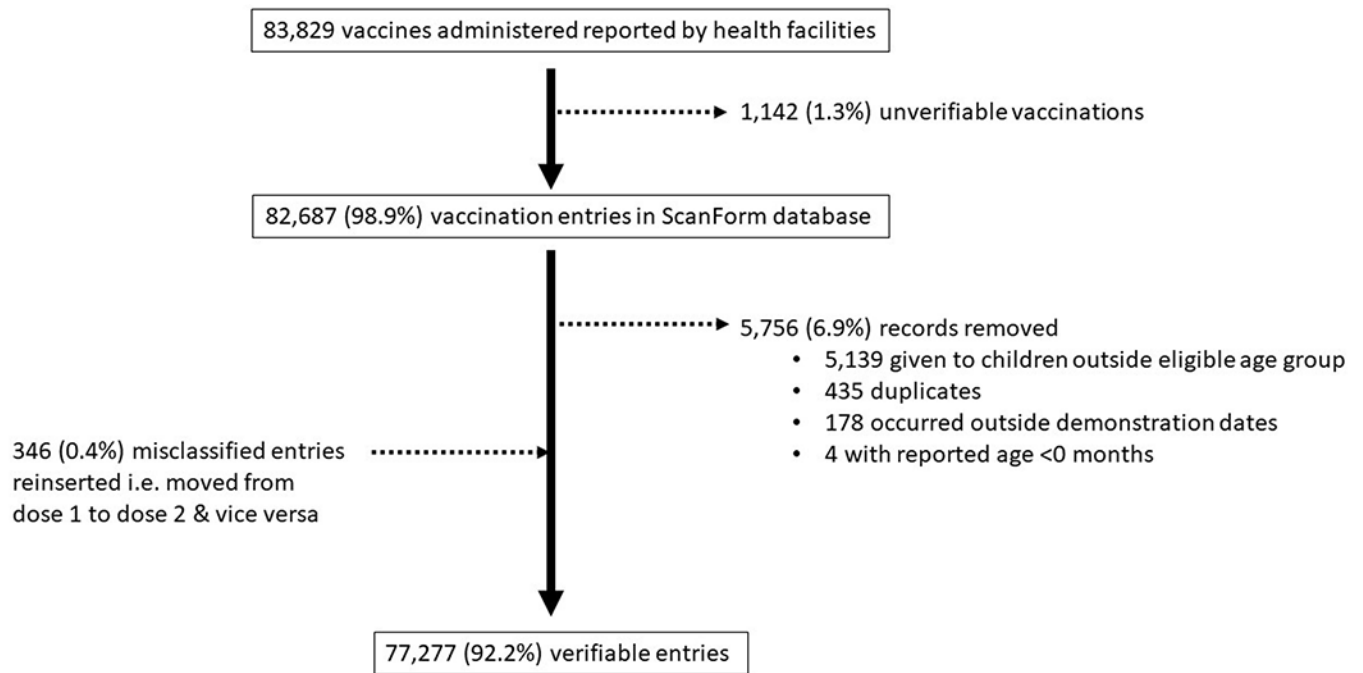 83,829 vaccines administered reported by health facilities
1,142 (1.3%) unverifiable vaccinations
82,687 (98.9%) vaccination entries in ScanForm database
5,756 (6.9%) records removed
• 5,139 given to children outside eligible age group
• 435 duplicates
• 178 occurred outside demonstration dates
• 4 with reported age <0 months
346 (0.4%) misclassified entries
reinserted i.e. moved from
dose 1 to dose 2 & vice versa
77,277 (92.2%) verifiable entries